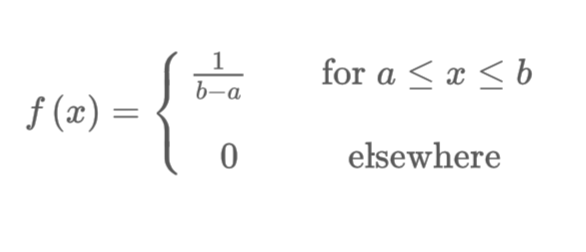 f (x) = { 1/(b−a) for a ≤ x ≤ b
0 elsewhere